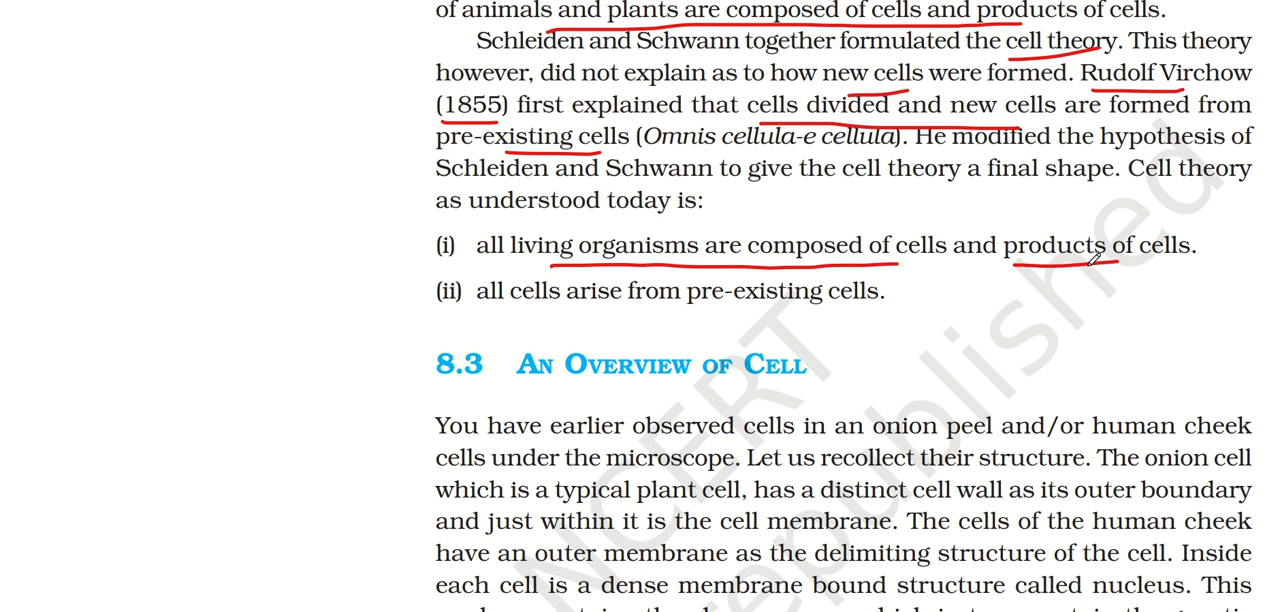 of animals and plants are composed of cells and products of cells.
Schleiden and Schwann together formulated the cell theory. This theory
however, did not explain as to how new cells were formed. Rudolf Virchow
(1855) first explained that cells divided and new cells are formed from
pre-existing cells (Omnis cellula-e cellula). He modified the hypothesis of
Schleiden and Schwann to give the cell theory a final shape. Cell theory
as understood today is:
(i) all living organisms are composed of cells and products of cells.
(ii) all cells arise from pre-existing cells.
8.3 AN OVERVIEW OF CELL
You have earlier observed cells in an onion peel and/or human cheek
cells under the microscope. Let us recollect their structure. The onion cell
which is a typical plant cell, has a distinct cell wall as its outer boundary
and just within it is the cell membrane. The cells of the human cheek
have an outer membrane as the delimiting structure of the cell. Inside
each cell is a dense membrane bound structure called nucleus. This
NCERT
republished